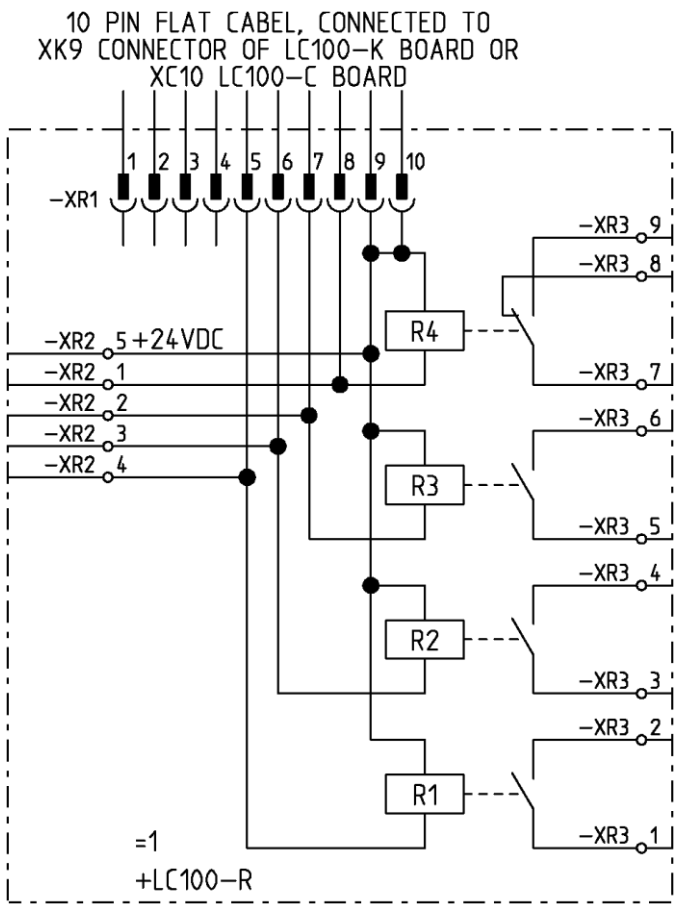 10 PIN FLAT CABEL, CONNECTED TO
XK9 CONNECTOR OF LC100-K BOARD OR
XC10 LC100-C BOARD
1 2 3 4 5 6 7 8 9 10
-XR1
-XR3 9
-XR3 8
R4
-XR2 5 +24VDC
-XR2 1
-XR3 7
-XR2 2
-XR3 6
-XR2 3
-XR2 4
R3
-XR3 5
-XR3 4
R2
-XR3 3
-XR3 2
R1
-XR3 1
=1
+LC100-R